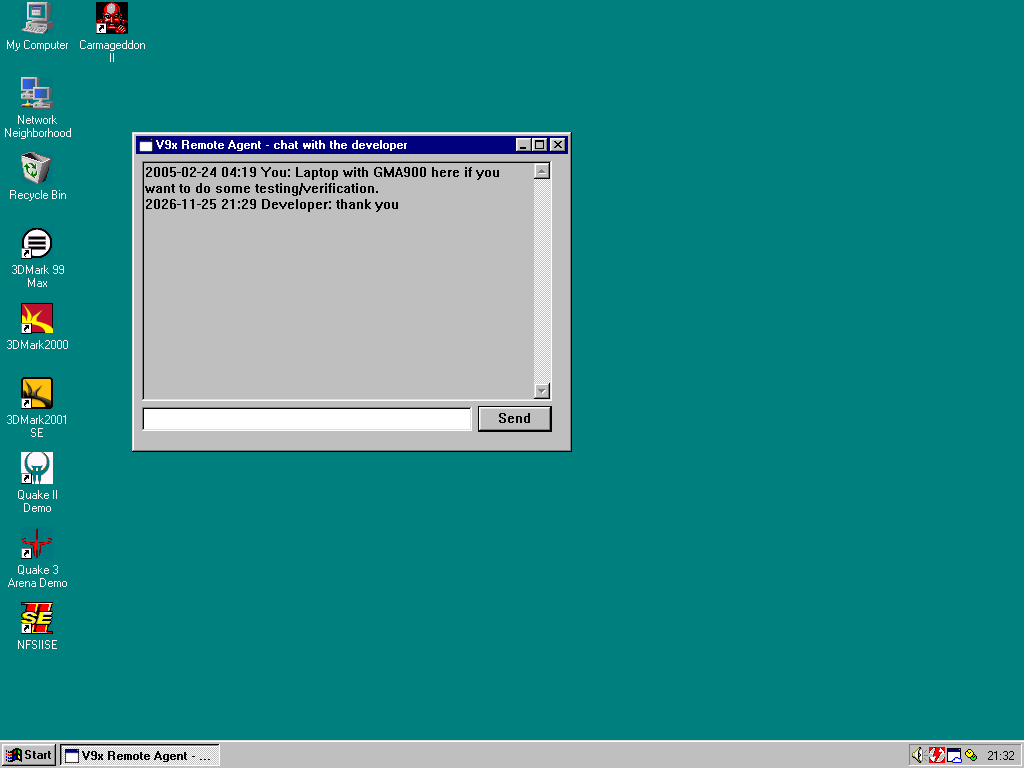 My Computer
Carmageddon
II
Network
Neighborhood
Recycle Bin
3DMark 99
Max
3DMark2000
3DMark2001
SE
Quake II
Demo
Quake 3
Arena Demo
SE
NFSIISE
V9x Remote Agent - chat with the developer
2005-02-24 04:19 You: Laptop with GMA900 here if you
want to do some testing/verification.
2026-11-25 21:29 Developer: thank you
Send
Start
V9x Remote Agent - ...
21:32